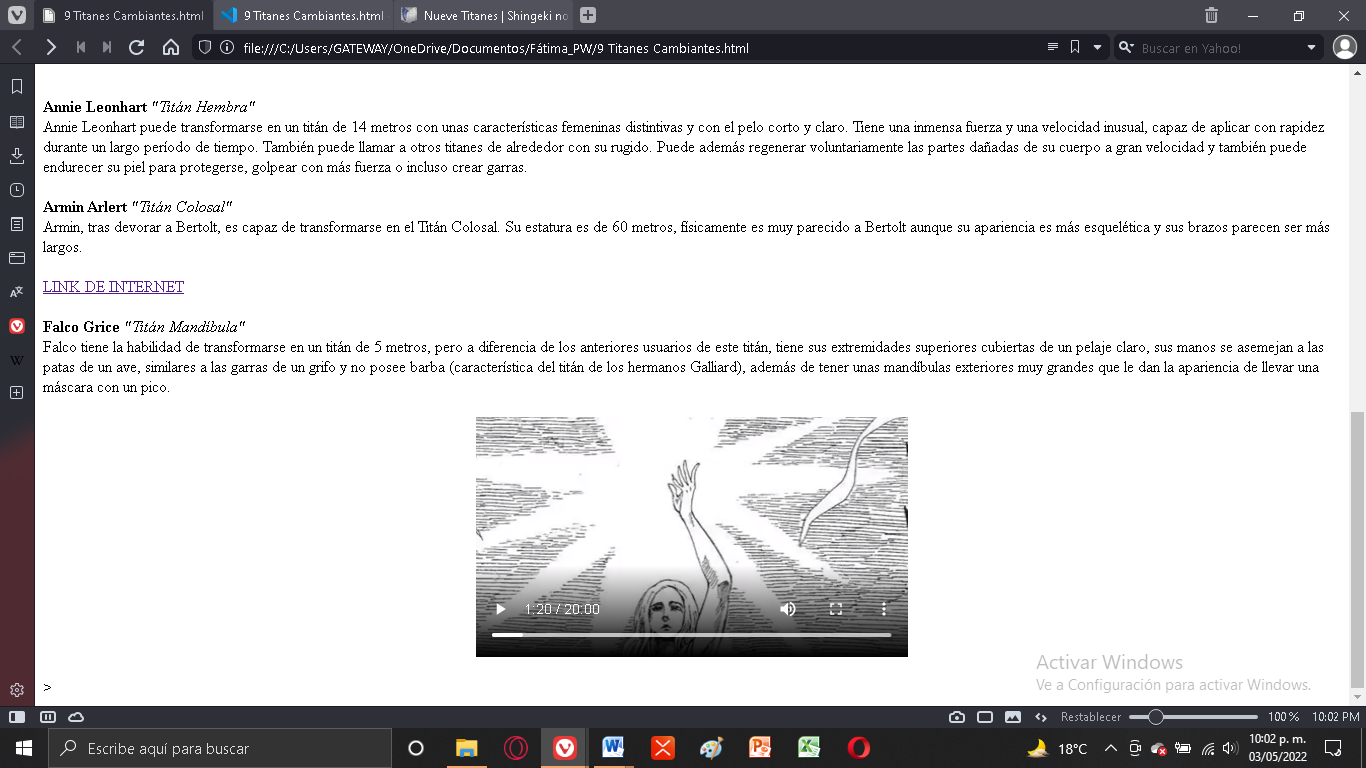 9 Titanes Cambiantes.html
9 Titanes Cambiantes.html
Nueve Titanes | Shingeki no
file:///C:/Users/GATEWAY/OneDrive/Documentos/Fátima_PW/9 Titanes Cambiantes.html
Buscar en Yahoo!
Annie Leonhart "Titán Hembra"
Annie Leonhart puede transformarse en un titán de 14 metros con unas características femeninas distintivas y con el pelo corto y claro. Tiene una inmensa fuerza y una velocidad inusual, capaz de aplicar con rapidez
durante un largo período de tiempo. También puede llamar a otros titanes de alrededor con su rugido. Puede además regenerar voluntariamente las partes dañadas de su cuerpo a gran velocidad y también puede
endurecer su piel para protegerse, golpear con más fuerza o incluso crear garras.
Armin Arlert "Titán Colosal"
Armin, tras devorar a Bertolt, es capaz de transformarse en el Titán Colosal. Su estatura es de 60 metros, físicamente es muy parecido a Bertolt aunque su apariencia es más esquelética y sus brazos parecen ser más
largos.
LINK DE INTERNET
Falco Grice "Titán Mandíbula"
Falco tiene la habilidad de transformarse en un titán de 5 metros, pero a diferencia de los anteriores usuarios de este titán, tiene sus extremidades superiores cubiertas de un pelaje claro, sus manos se asemejan a las
patas de un ave, similares a las garras de un grifo y no posee barba (característica del titán de los hermanos Galliard), además de tener unas mandíbulas exteriores muy grandes que le dan la apariencia de llevar una
máscara con un pico.
1:20 / 20:00
>
Activar Windows
Ve a Configuración para activar Windows.
Restablecer
100 %
10:02 PM
Escribe aquí para buscar
18°C
10:02 p. m.
03/05/2022